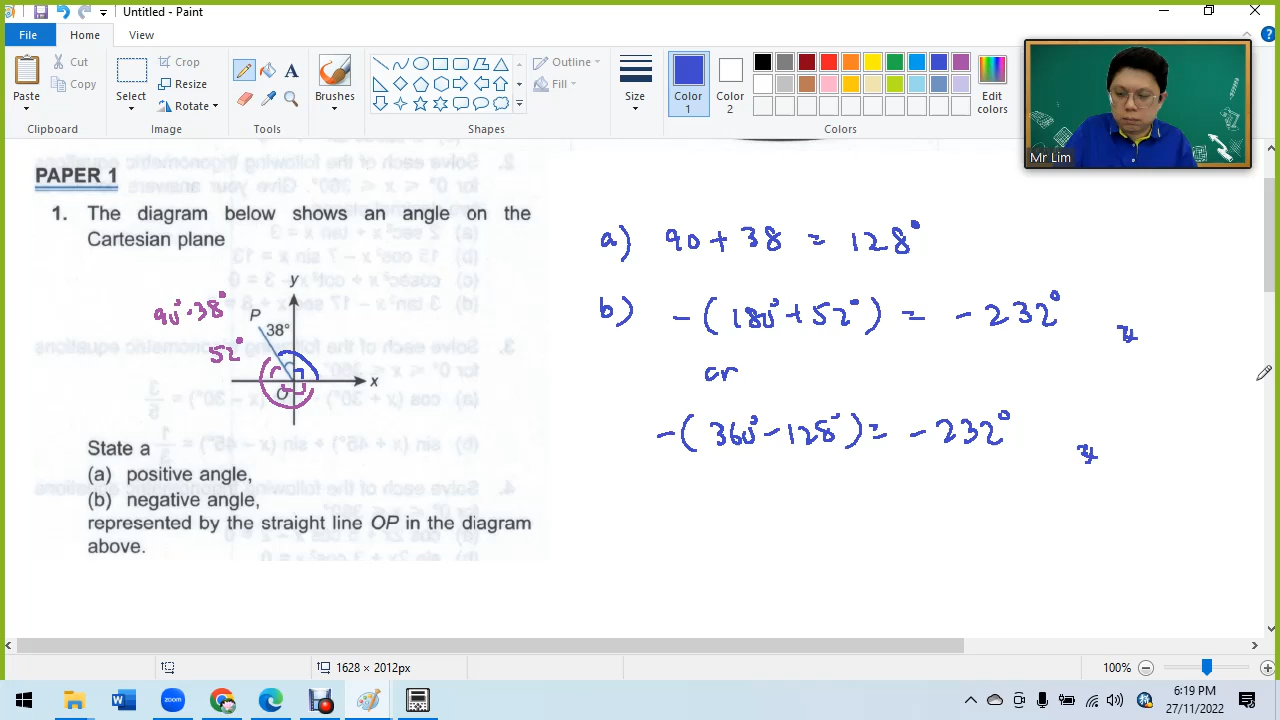 Untitled - Paint
File Home View
Paste
Cut
Copy
Clipboard
Select
Crop
Resize
Rotate
Image
A
Tools
Brushes
Shapes
Outline
Fill
Size
Color 1
Color 2
Edit colors
Colors
Mr Lim
PAPER 1
1. The diagram below shows an angle on the
Cartesian plane
y
90° - 38°
P
38°
52°
x
O
State a
(a) positive angle,
(b) negative angle,
represented by the straight line OP in the diagram
above.
a) 90 + 38 = 128°
b) - (180° + 52°) = - 232°
or
- (360° - 128°) = - 232°
1628 × 2012px
100%
zoom
6:19 PM
27/11/2022